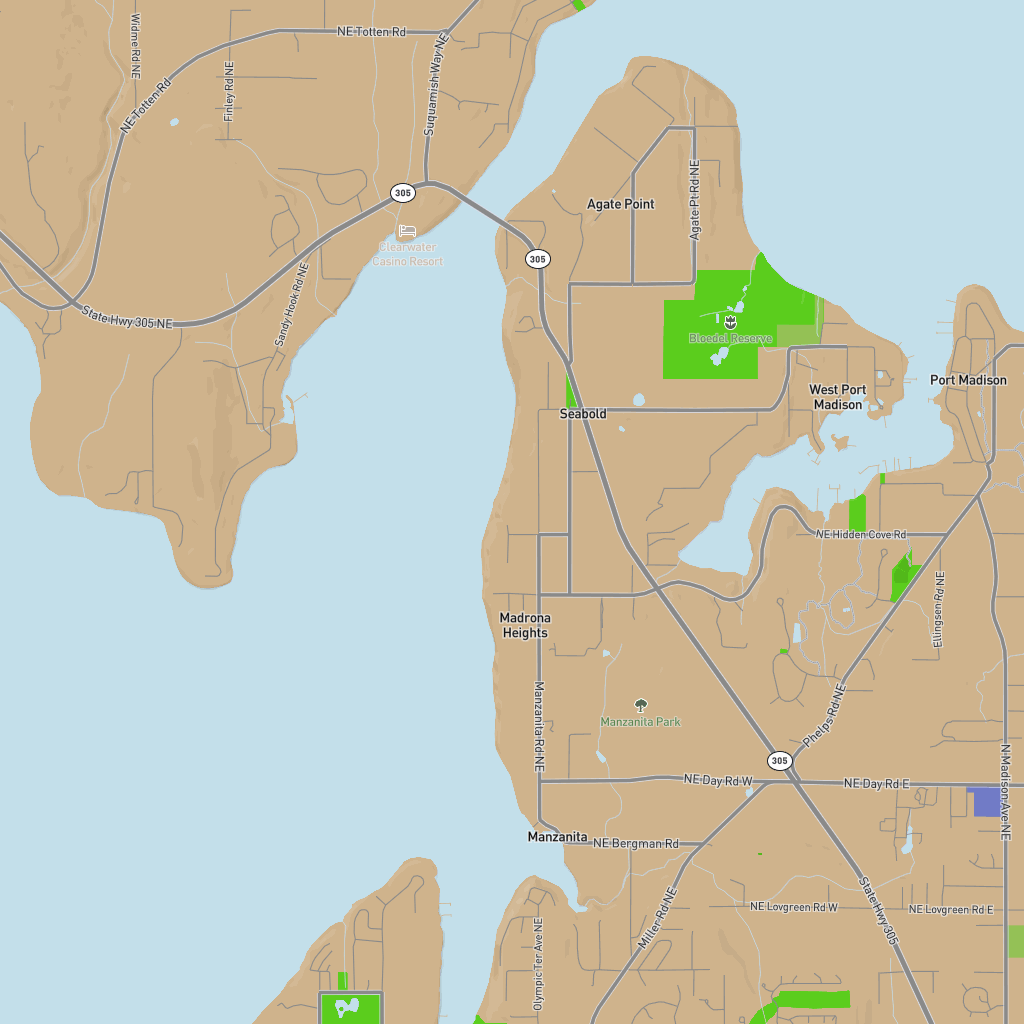 Widme Rd NE
NE Totten Rd
Suquamish Way NE
Finley Rd NE
NE Totten Rd
305
Agate Point
Agate Pt Rd NE
Clearwater
Casino Resort
305
Sandy Hook Rd NE
State Hwy 305 NE
Bloedel Reserve
Port Madison
West Port
Madison
Seabold
NE Hidden Cove Rd
Ellingsen Rd NE
Madrona
Heights
Manzanita Rd NE
Manzanita Park
Phelps Rd NE
305
NE Day Rd W
NE Day Rd E
N Madison Ave NE
Manzanita
NE Bergman Rd
State Hwy 305
NE Lovgreen Rd W
NE Lovgreen Rd E
Miller Rd NE
Olympic Ter Ave NE